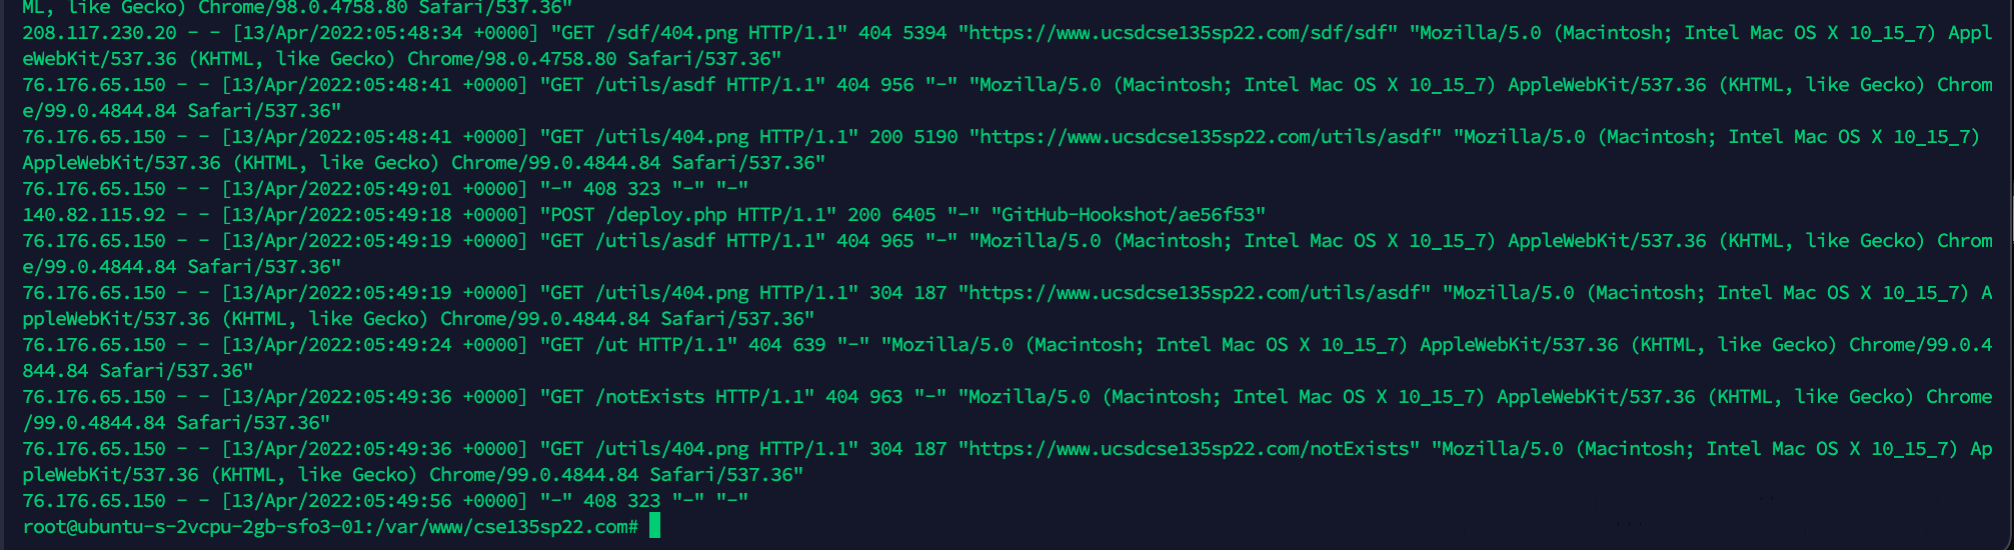 ML, like Gecko) Chrome/98.0.4758.80 Safari/537.36"
208.117.230.20 - - [13/Apr/2022:05:48:34 +0000] "GET /sdf/404.png HTTP/1.1" 404 5394 "https://www.ucsdcse135sp22.com/sdf/sdf" "Mozilla/5.0 (Macintosh; Intel Mac OS X 10_15_7) Appl
eWebKit/537.36 (KHTML, like Gecko) Chrome/98.0.4758.80 Safari/537.36"
76.176.65.150 - - [13/Apr/2022:05:48:41 +0000] "GET /utils/asdf HTTP/1.1" 404 956 "-" "Mozilla/5.0 (Macintosh; Intel Mac OS X 10_15_7) AppleWebKit/537.36 (KHTML, like Gecko) Chrom
e/99.0.4844.84 Safari/537.36"
76.176.65.150 - - [13/Apr/2022:05:48:41 +0000] "GET /utils/404.png HTTP/1.1" 200 5190 "https://www.ucsdcse135sp22.com/utils/asdf" "Mozilla/5.0 (Macintosh; Intel Mac OS X 10_15_7)
AppleWebKit/537.36 (KHTML, like Gecko) Chrome/99.0.4844.84 Safari/537.36"
76.176.65.150 - - [13/Apr/2022:05:49:01 +0000] "-" 408 323 "-" "-"
140.82.115.92 - - [13/Apr/2022:05:49:18 +0000] "POST /deploy.php HTTP/1.1" 200 6405 "-" "GitHub-Hookshot/ae56f53"
76.176.65.150 - - [13/Apr/2022:05:49:19 +0000] "GET /utils/asdf HTTP/1.1" 404 965 "-" "Mozilla/5.0 (Macintosh; Intel Mac OS X 10_15_7) AppleWebKit/537.36 (KHTML, like Gecko) Chrom
e/99.0.4844.84 Safari/537.36"
76.176.65.150 - - [13/Apr/2022:05:49:19 +0000] "GET /utils/404.png HTTP/1.1" 304 187 "https://www.ucsdcse135sp22.com/utils/asdf" "Mozilla/5.0 (Macintosh; Intel Mac OS X 10_15_7) A
ppleWebKit/537.36 (KHTML, like Gecko) Chrome/99.0.4844.84 Safari/537.36"
76.176.65.150 - - [13/Apr/2022:05:49:24 +0000] "GET /ut HTTP/1.1" 404 639 "-" "Mozilla/5.0 (Macintosh; Intel Mac OS X 10_15_7) AppleWebKit/537.36 (KHTML, like Gecko) Chrome/99.0.4
844.84 Safari/537.36"
76.176.65.150 - - [13/Apr/2022:05:49:36 +0000] "GET /notExists HTTP/1.1" 404 963 "-" "Mozilla/5.0 (Macintosh; Intel Mac OS X 10_15_7) AppleWebKit/537.36 (KHTML, like Gecko) Chrome
/99.0.4844.84 Safari/537.36"
76.176.65.150 - - [13/Apr/2022:05:49:36 +0000] "GET /utils/404.png HTTP/1.1" 304 187 "https://www.ucsdcse135sp22.com/notExists" "Mozilla/5.0 (Macintosh; Intel Mac OS X 10_15_7) Ap
pleWebKit/537.36 (KHTML, like Gecko) Chrome/99.0.4844.84 Safari/537.36"
76.176.65.150 - - [13/Apr/2022:05:49:56 +0000] "-" 408 323 "-" "-"
root@ubuntu-s-2vcpu-2gb-sfo3-01:/var/www/cse135sp22.com#